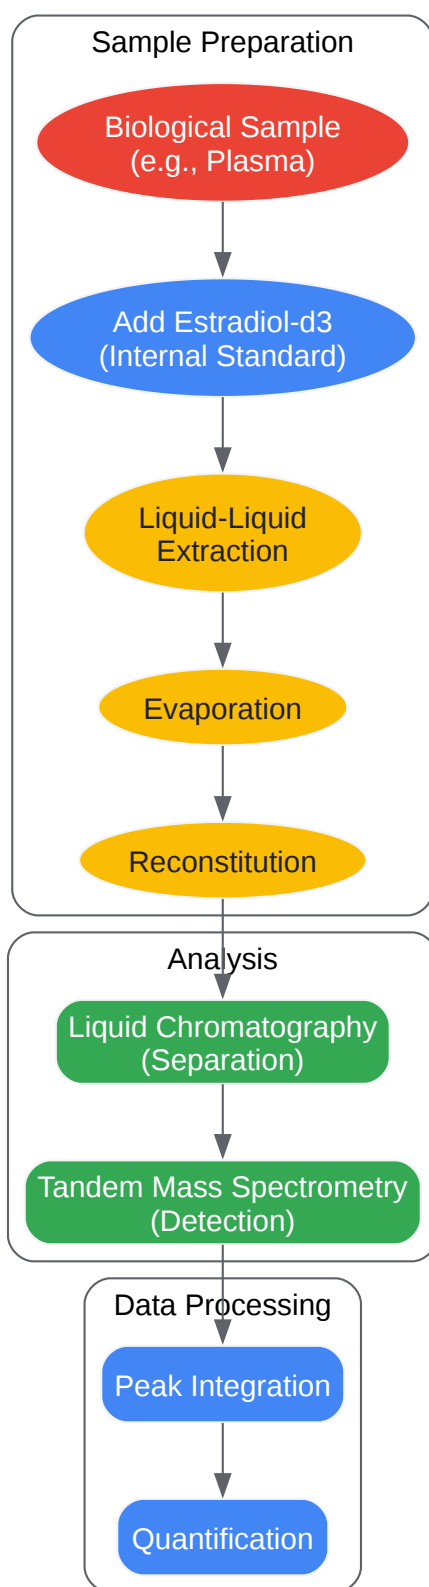 Sample Preparation
Biological Sample
(e.g., Plasma)
Add Estradiol-d3
(Internal Standard)
Liquid-Liquid
Extraction
Evaporation
Reconstitution
Analysis
Liquid Chromatography
(Separation)
Tandem Mass Spectrometry
(Detection)
Data Processing
Peak Integration
Quantification